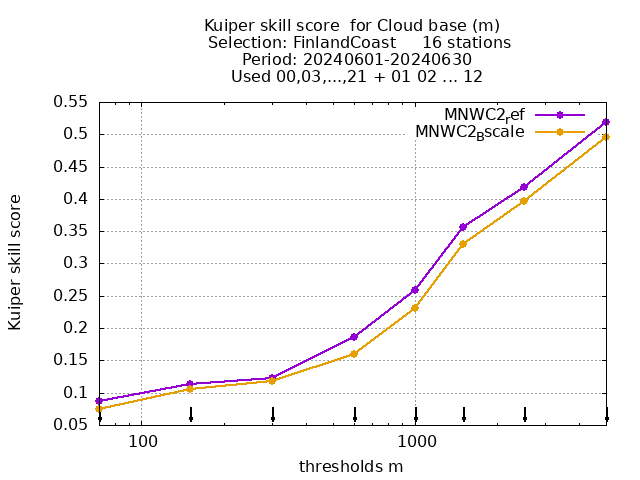 Kuiper skill score  for Cloud base (m)
Selection: FinlandCoast     16 stations
Period: 20240601-20240630
Used 00,03,...,21 + 01 02 ... 12
MNWC2ref
MNWC2Bscale
0.55
0.5
0.45
0.4
0.35
0.3
0.25
0.2
0.15
0.1
0.05
Kuiper skill score
100
1000
thresholds m